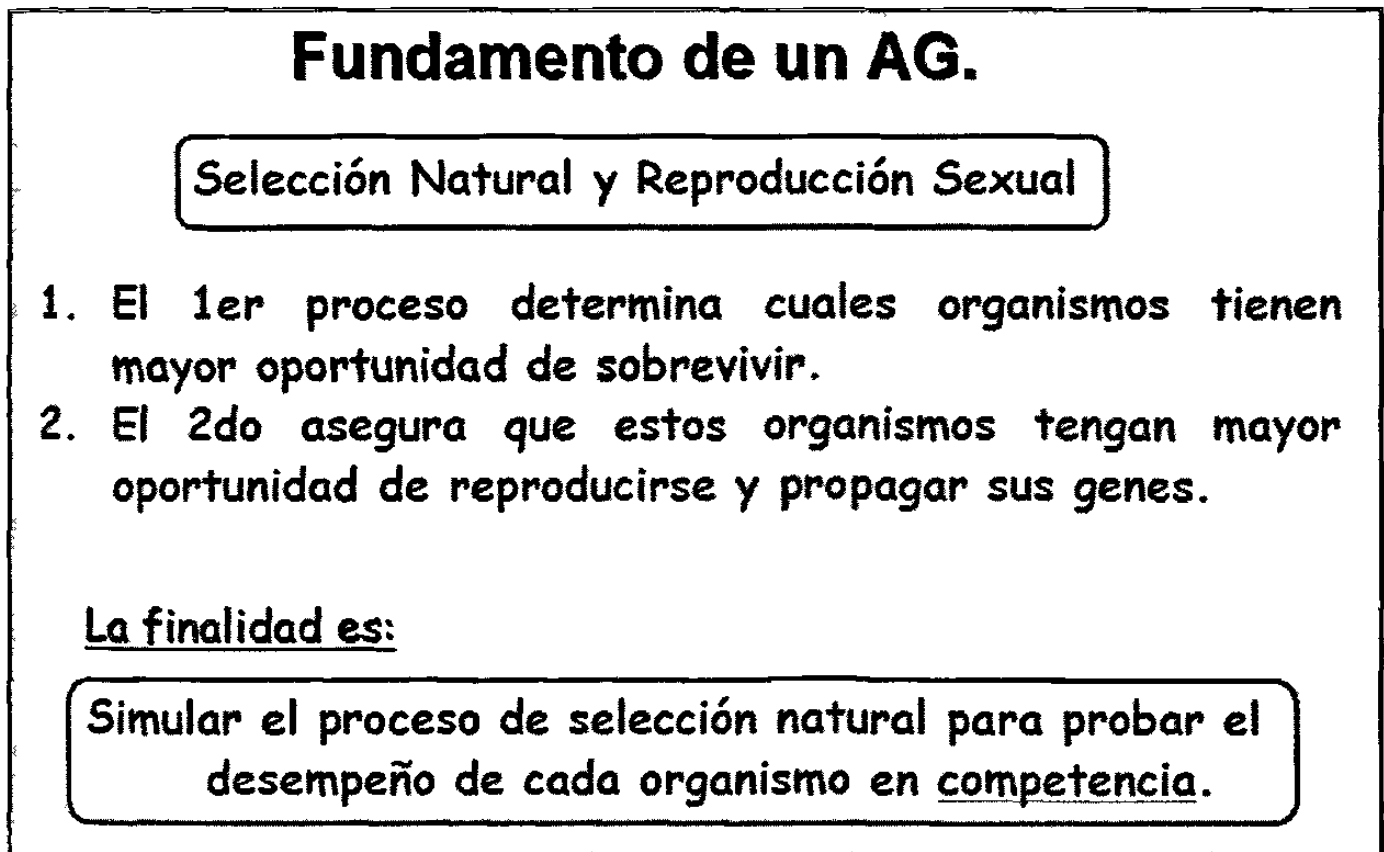 Fundamento de un AG.
Selección Natural y Reproducción Sexual
1. El 1er proceso determina cuales organismos tienen
mayor oportunidad de sobrevivir.
2. El 2do asegura que estos organismos tengan mayor
oportunidad de reproducirse y propagar sus genes.
La finalidad es:
Simular el proceso de selección natural para probar el
desempeño de cada organismo en competencia.